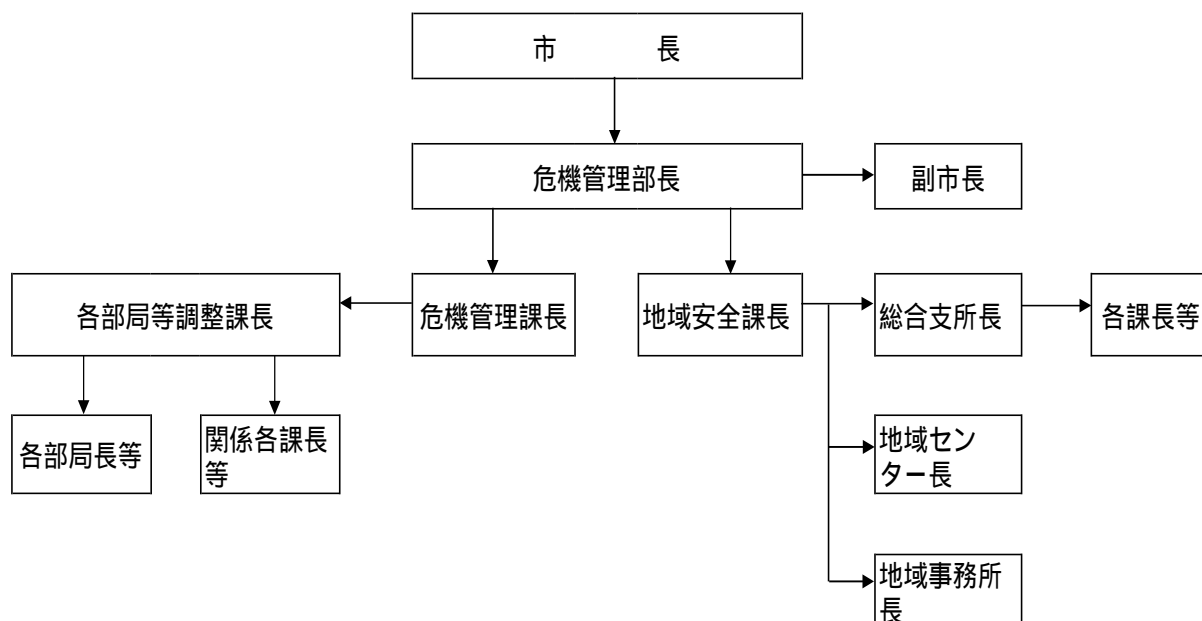 市　　　　長
危機管理部長
副市長
各部局等調整課長
危機管理課長
地域安全課長
総合支所長
各課長等
各部局長等
関係各課長
等
地域セン
ター長
地域事務所
長